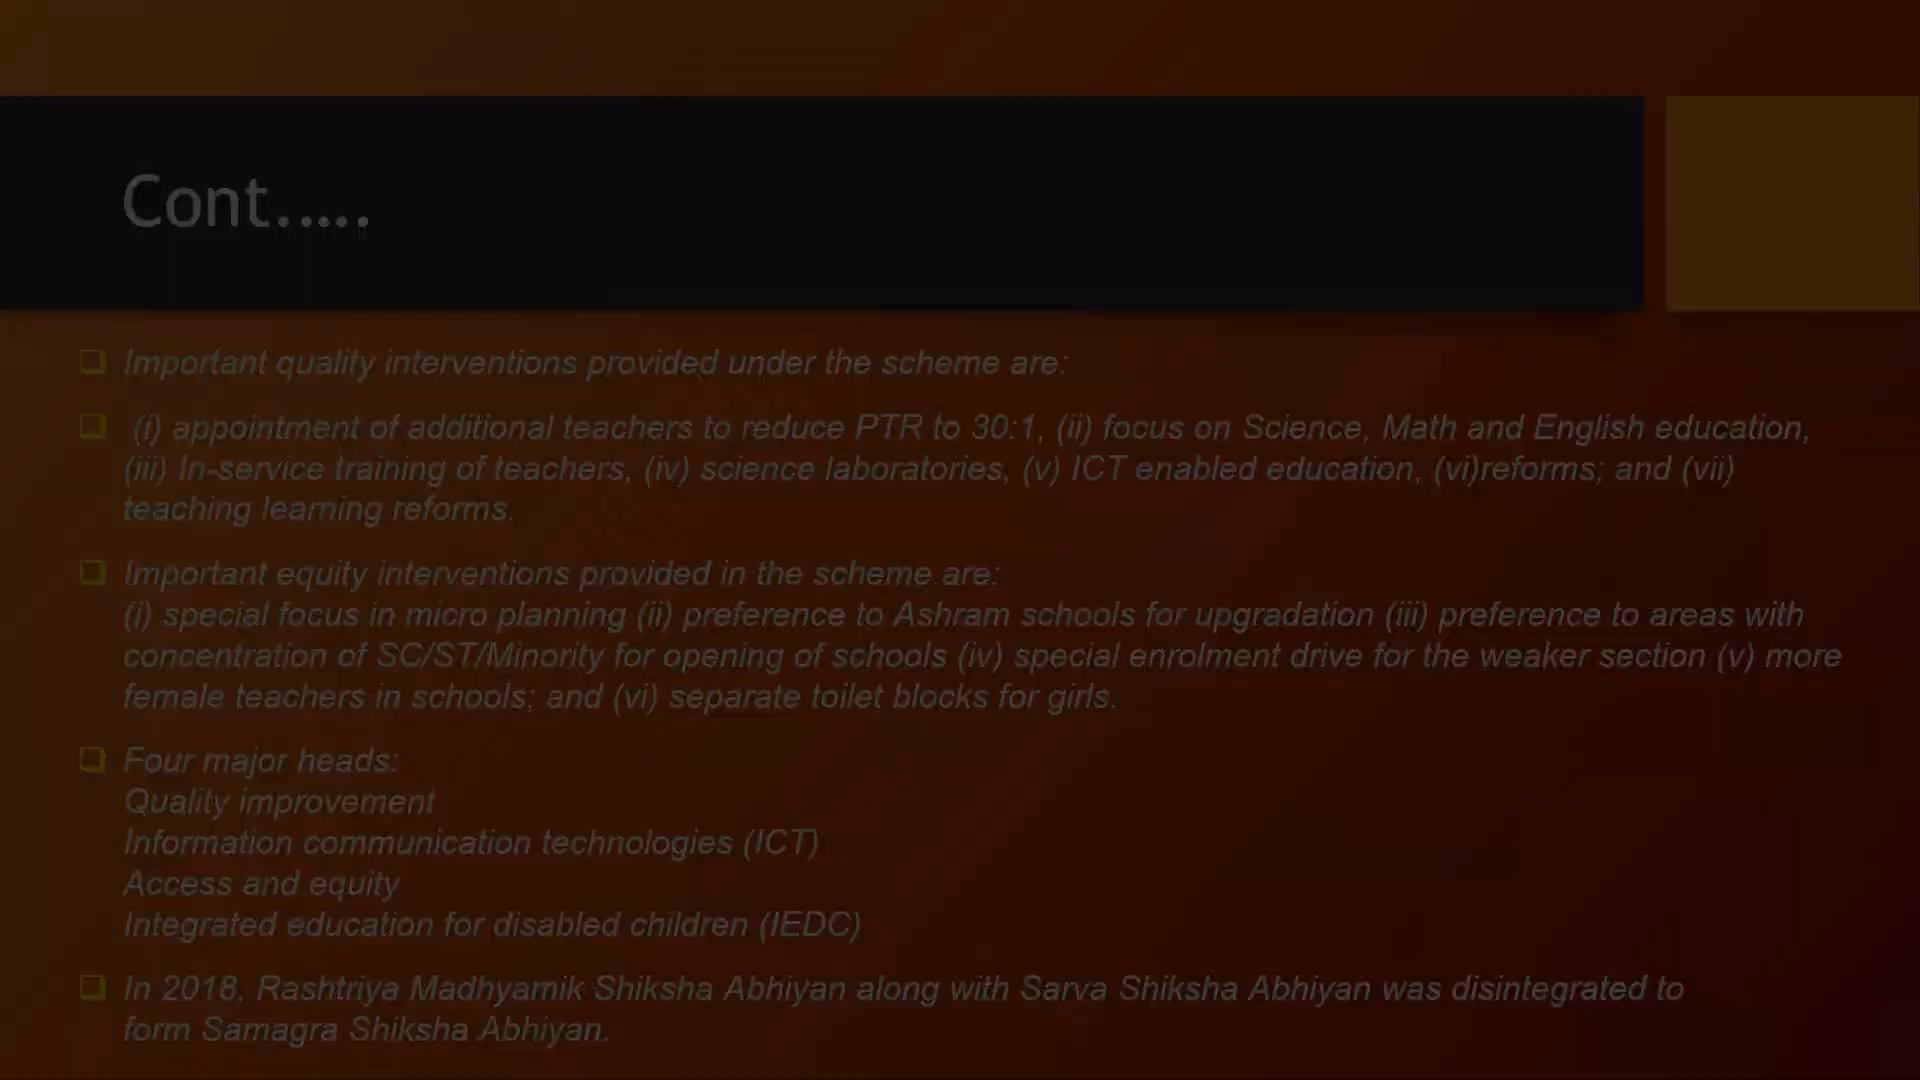 Cont.….
Important quality interventions provided under the scheme are:
(i) appointment of additional teachers to reduce PTR to 30:1, (ii) focus on Science, Math and English education,
(iii) In-service training of teachers, (iv) science laboratories, (v) ICT enabled education, (vi)reforms; and (vii)
teaching learning reforms.
Important equity interventions provided in the scheme are:
(i) special focus in micro planning (ii) preference to Ashram schools for upgradation (iii) preference to areas with
concentration of SC/ST/Minority for opening of schools (iv) special enrolment drive for the weaker section (v) more
female teachers in schools; and (vi) separate toilet blocks for girls.
Four major heads:
Quality improvement
Information communication technologies (ICT)
Access and equity
Integrated education for disabled children (IEDC)
In 2018, Rashtriya Madhyamik Shiksha Abhiyan along with Sarva Shiksha Abhiyan was disintegrated to
form Samagra Shiksha Abhiyan.